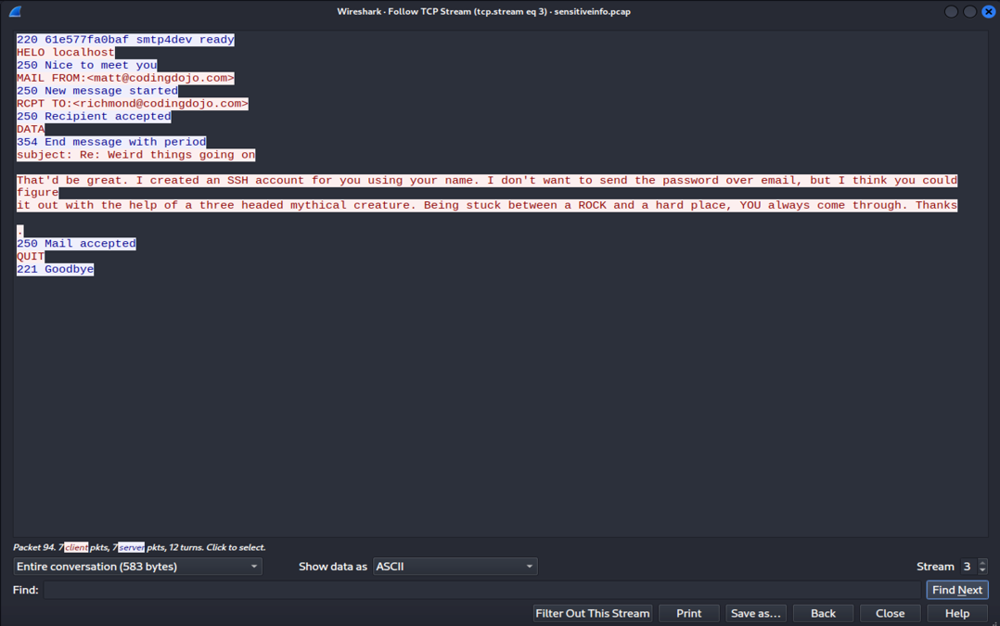 Wireshark · Follow TCP Stream (tcp.stream eq 3) · sensitiveinfo.pcap
220 61e577fa0baf smtp4dev ready
HELO localhost
250 Nice to meet you
MAIL FROM:<matt@codingdojo.com>
250 New message started
RCPT TO:<richmond@codingdojo.com>
250 Recipient accepted
DATA
354 End message with period
subject: Re: Weird things going on
That'd be great. I created an SSH account for you using your name. I don't want to send the password over email, but I think you could
figure
it out with the help of a three headed mythical creature. Being stuck between a ROCK and a hard place, YOU always come through. Thanks
.
250 Mail accepted
QUIT
221 Goodbye
Packet 94. 7 client pkts, 7 server pkts, 12 turns. Click to select.
Entire conversation (583 bytes) Show data as ASCII Stream 3
Find: Find Next
Filter Out This Stream Print Save as… Back Close Help